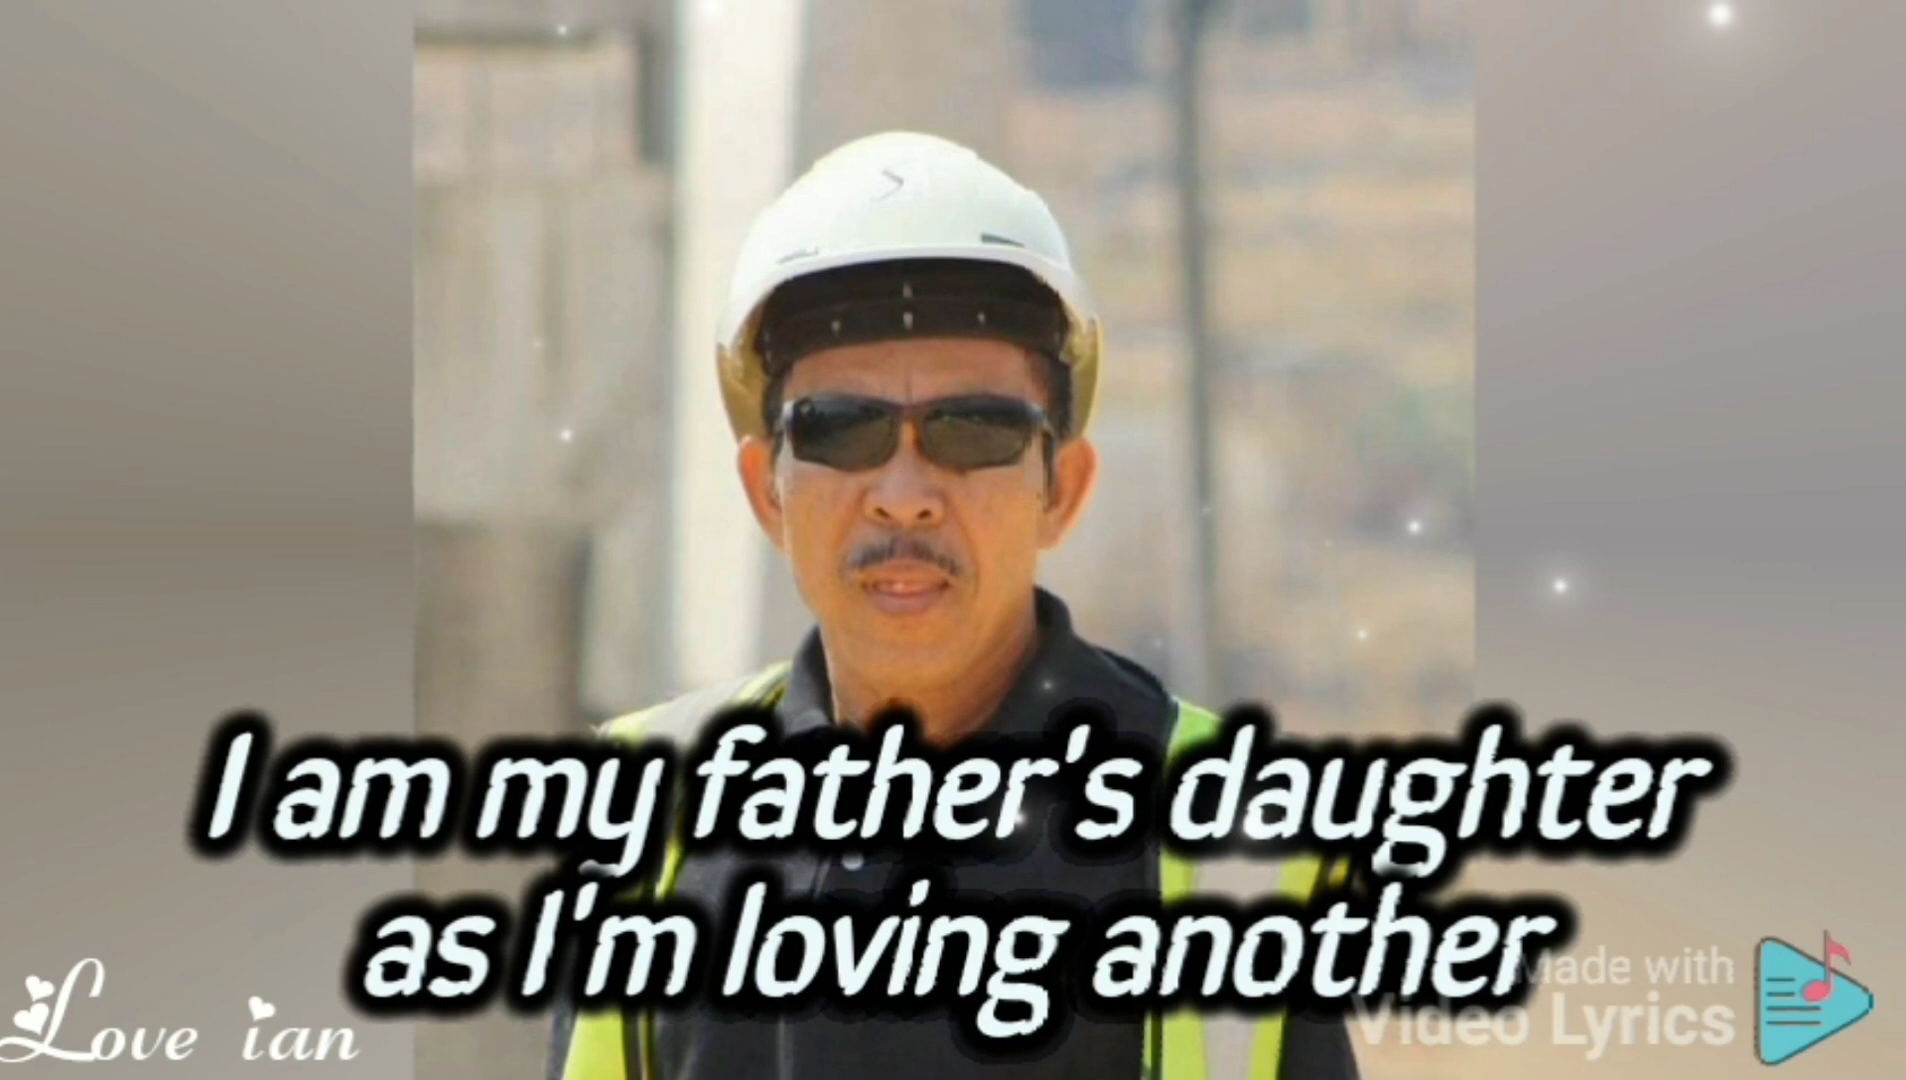 I am my father's daughter
as I'm loving another
Made with
Video Lyrics
Love ian